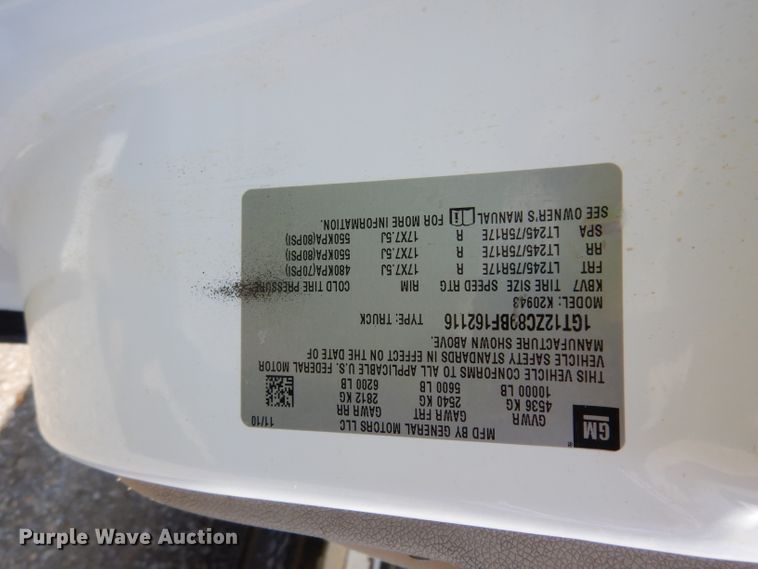 MFD BY GENERAL MOTORS LLC
11/10
GM
GVWR GAWR FRT GAWR RR
4536 KG 2540 KG 2812 KG
10000 LB 5600 LB 6200 LB
THIS VEHICLE CONFORMS TO ALL APPLICABLE U.S. FEDERAL MOTOR
VEHICLE SAFETY STANDARDS IN EFFECT ON THE DATE OF
MANUFACTURE SHOWN ABOVE.
TYPE: TRUCK
MODEL: K20943
KBV7 TIRE SIZE SPEED RTG RIM COLD TIRE PRESSURE
FRT LT245/75R17E R 17X7.5J 480KPA(70PSI)
RR LT245/75R17E R 17X7.5J 550KPA(80PSI)
SPA LT245/75R17E R 17X7.5J 550KPA(80PSI)
SEE OWNER'S MANUAL FOR MORE INFORMATION.
Purple Wave Auction®